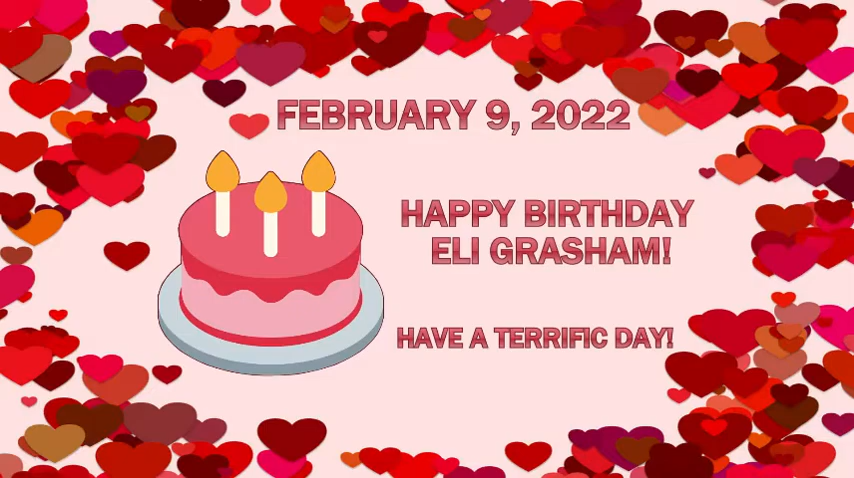 FEBRUARY 9, 2022
HAPPY BIRTHDAY
ELI GRASHAM!
HAVE A TERRIFIC DAY!